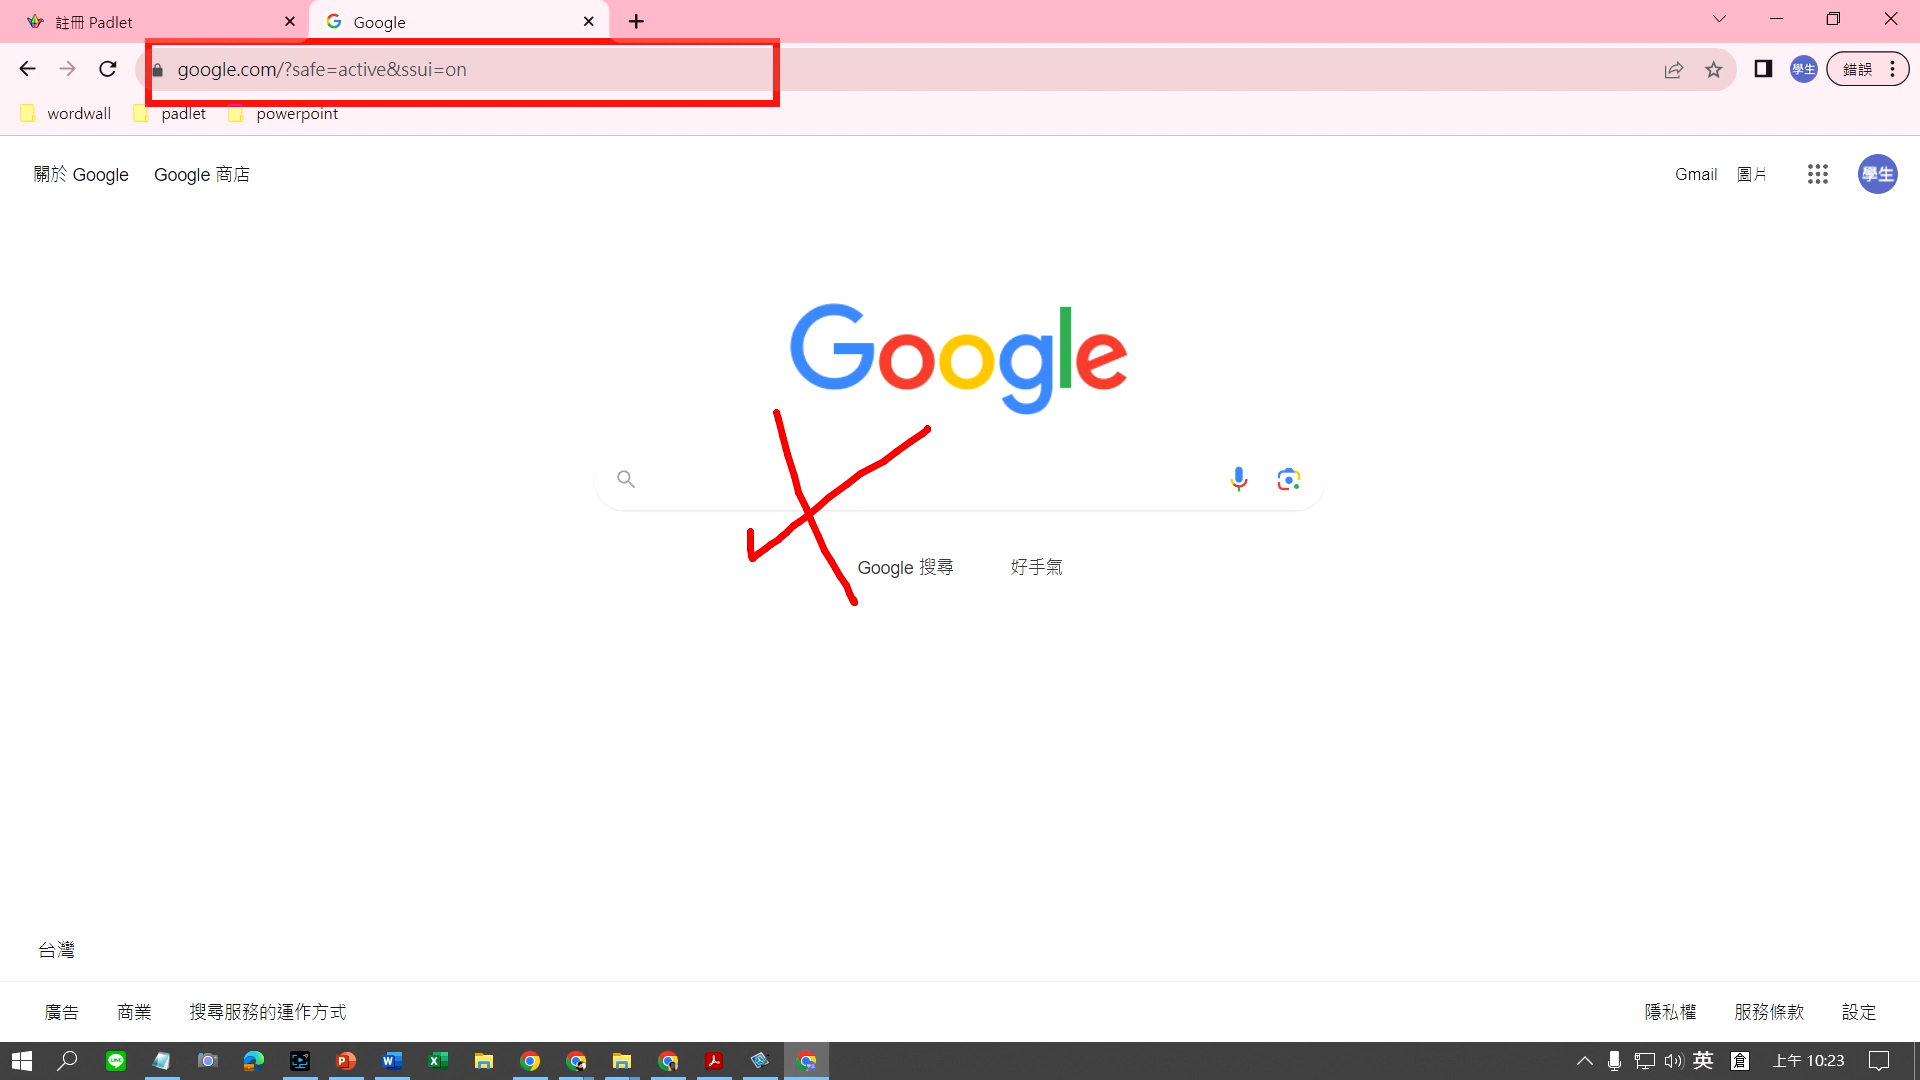 註冊 Padlet
Google
google.com/?safe=active&ssui=on
學生
錯誤
wordwall padlet powerpoint
關於 Google Google 商店
Gmail 圖片
學生
Google
Google 搜尋 好手氣
台灣
廣告 商業 搜尋服務的運作方式
隱私權 服務條款 設定
英 倉 上午 10:23